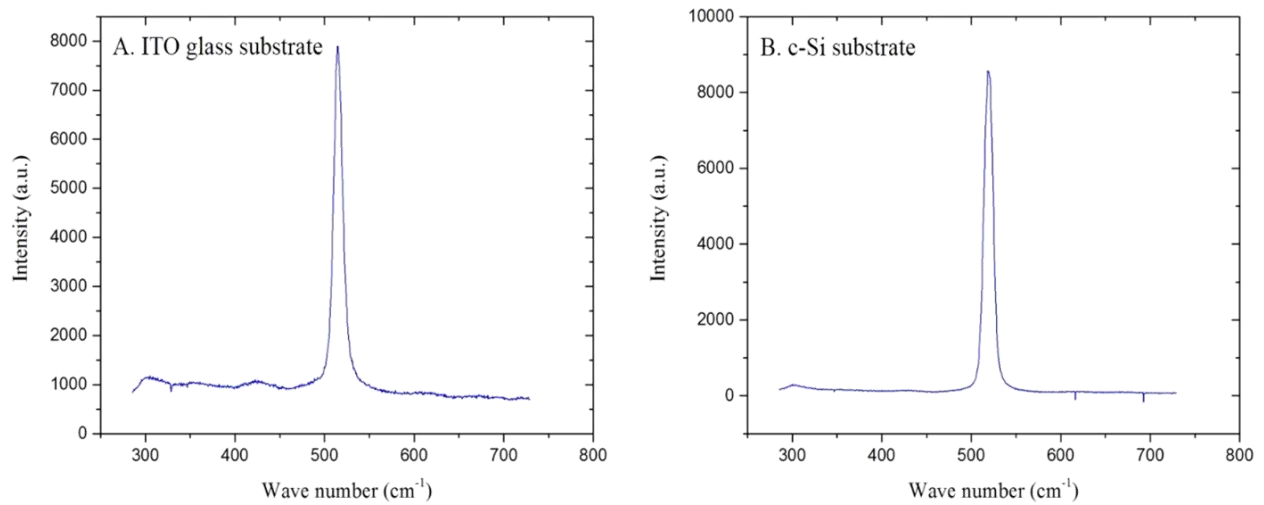 A. ITO glass substrate
8000
7000
6000
5000
4000
3000
2000
1000
0
Intensity (a.u.)
300 400 500 600 700 800
Wave number (cm⁻¹)
B. c-Si substrate
10000
8000
6000
4000
2000
0
Intensity (a.u.)
300 400 500 600 700 800
Wave number (cm⁻¹)